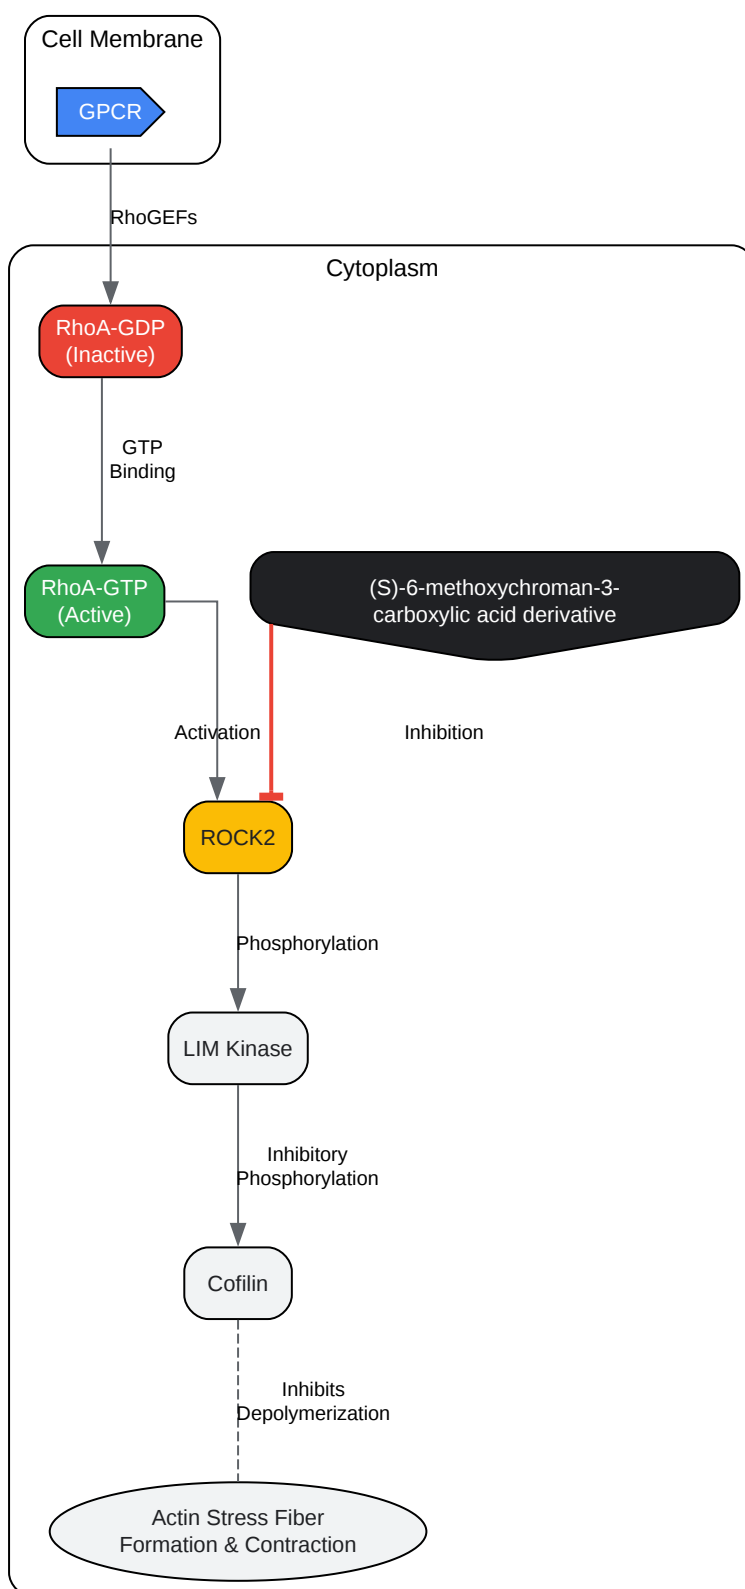 Cell Membrane
GPCR
RhoGEFs
Cytoplasm
RhoA-GDP
(Inactive)
GTP
Binding
RhoA-GTP
(Active)
(S)-6-methoxychroman-3-
carboxylic acid derivative
Activation
Inhibition
ROCK2
Phosphorylation
LIM Kinase
Inhibitory
Phosphorylation
Cofilin
Inhibits
Depolymerization
Actin Stress Fiber
Formation & Contraction